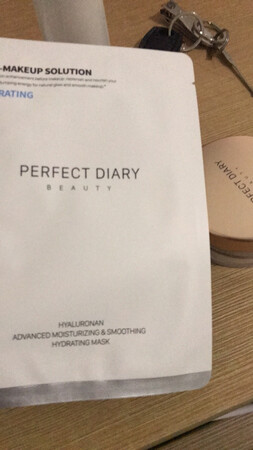 -MAKEUP SOLUTION
RATING
PERFECT DIARY
BEAUTY
HYALURONAN
ADVANCED MOISTURIZING & SMOOTHING
HYDRATING MASK
PERFECT DIARY